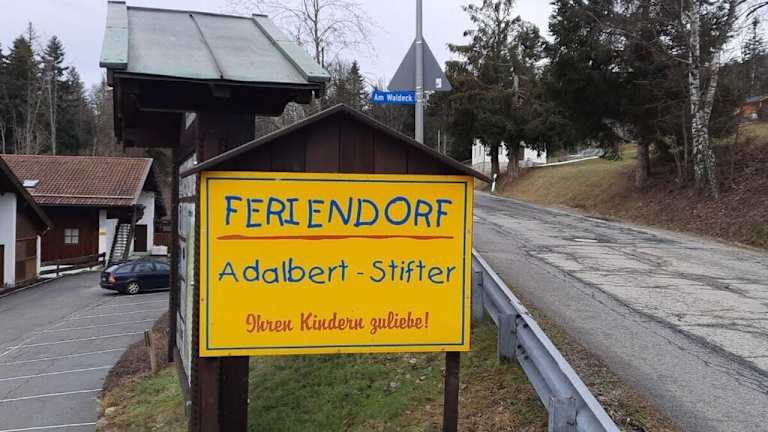 Am Waldeck
FERIENDORF
Adalbert - Stifter
Ihren Kindern zuliebe!